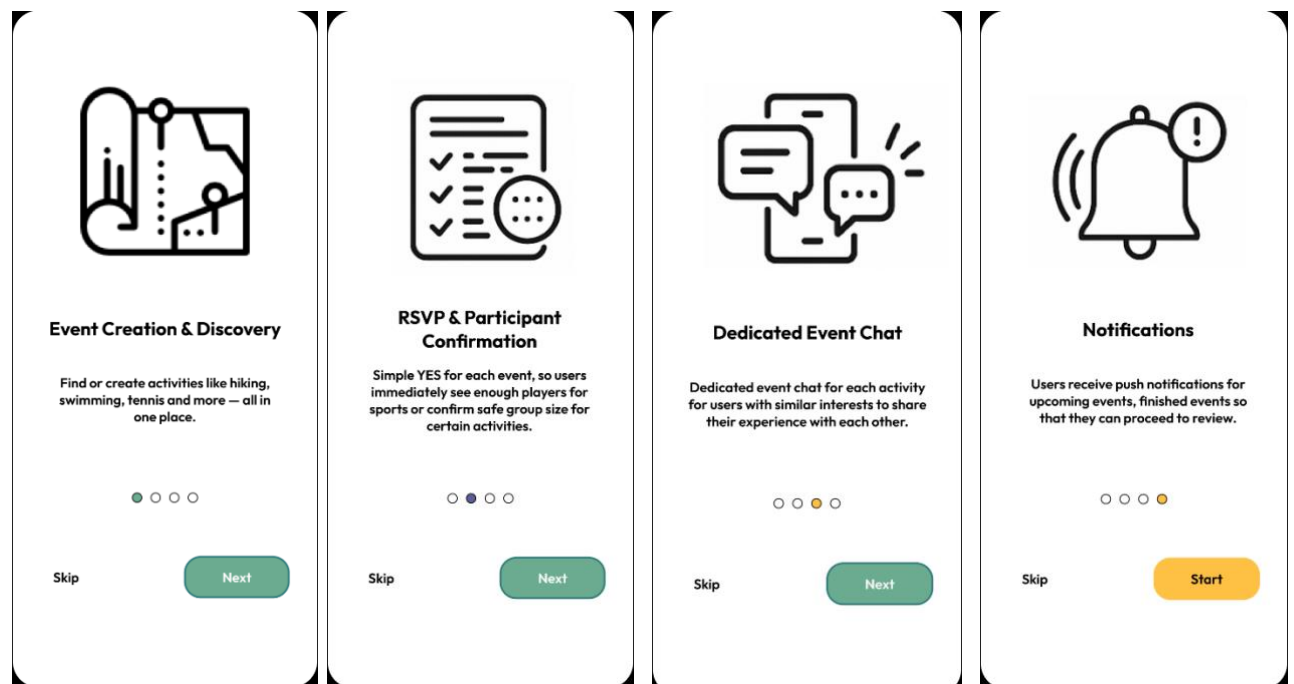 Event Creation & Discovery
Find or create activities like hiking,
swimming, tennis and more — all in
one place.
Skip
Next
RSVP & Participant
Confirmation
Simple YES for each event, so users
immediately see enough players for
sports or confirm safe group size for
certain activities.
Skip
Next
Dedicated Event Chat
Dedicated event chat for each activity
for users with similar interests to share
their experience with each other.
Skip
Next
Notifications
Users receive push notifications for
upcoming events, finished events so
that they can proceed to review.
Skip
Start